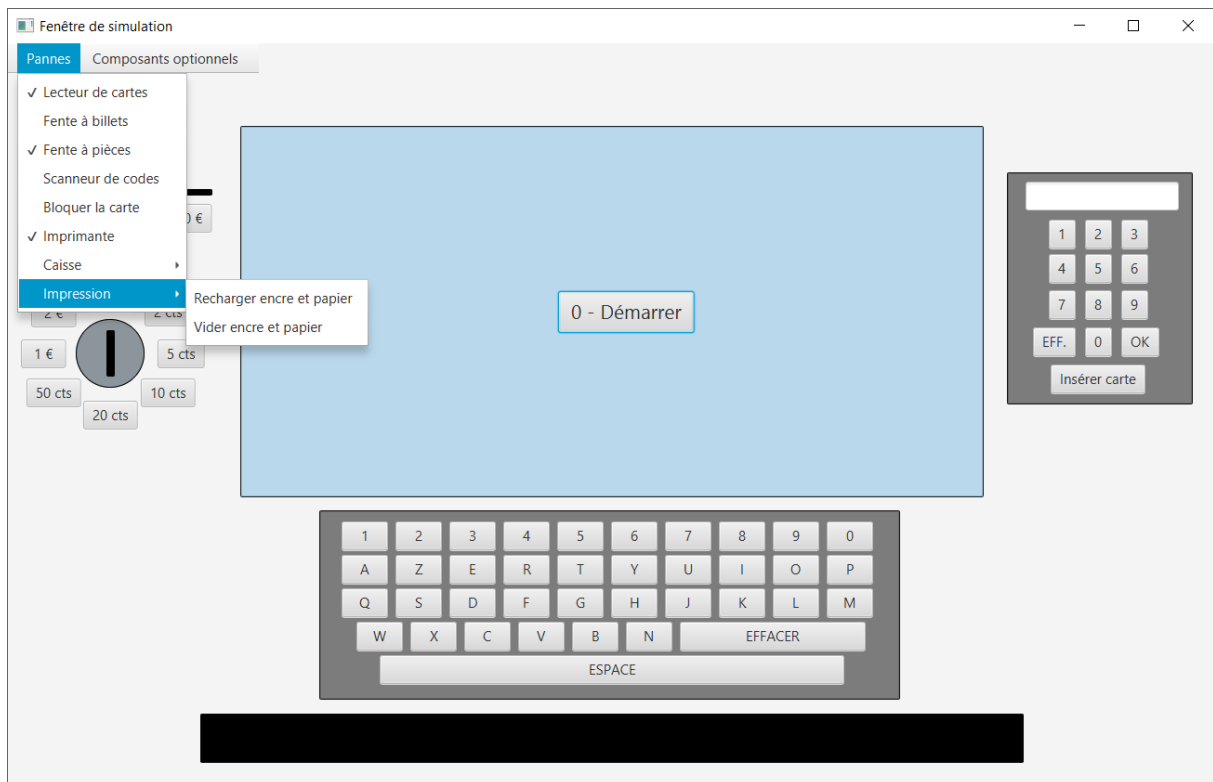 Fenêtre de simulation
Pannes Composants optionnels
✓ Lecteur de cartes
Fente à billets
✓ Fente à pièces
Scanneur de codes
Bloquer la carte
✓ Imprimante
Caisse
Impression
Recharger encre et papier
Vider encre et papier
0 €
2 €
2 cts
1 €
5 cts
50 cts
10 cts
20 cts
0 - Démarrer
1 2 3
4 5 6
7 8 9
EFF. 0 OK
Insérer carte
1 2 3 4 5 6 7 8 9 0
A Z E R T Y U I O P
Q S D F G H J K L M
W X C V B N EFFACER
ESPACE